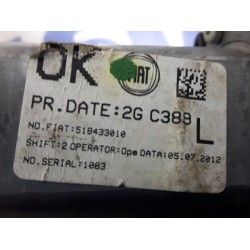 OK FIAT
PR.DATE:2G C388 L
NO.FIAT:518433010
SHIFT:2 OPERATOR:Ope DATA:05.07.2012
NO.SERIAL:1083